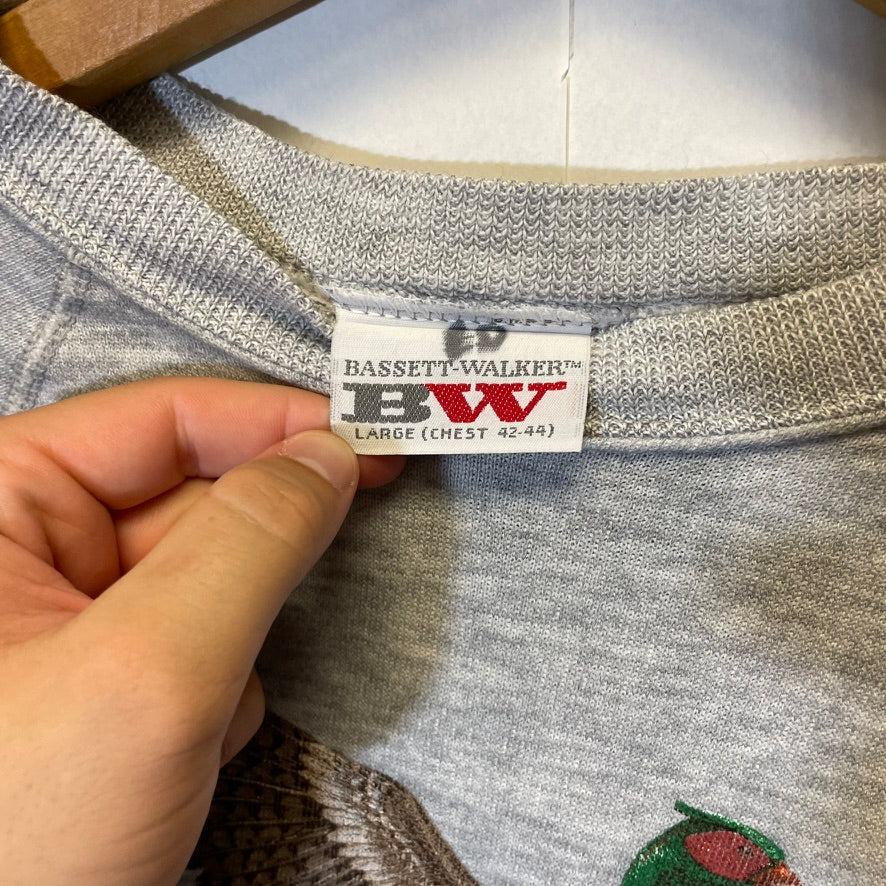 BASSETT-WALKER™
BW
LARGE (CHEST 42-44)